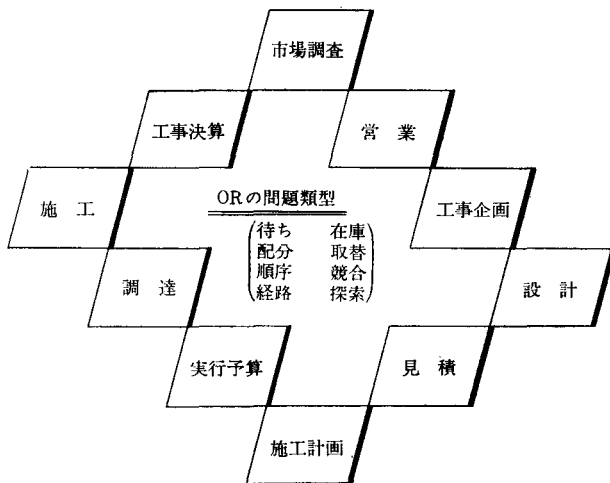 市場調査
工事決算
営業
施工
ORの問題類型
工事企画
待ち 在庫
配分 取替
順序 競合
経路 探索
調達
設計
実行予算
見積
施工計画